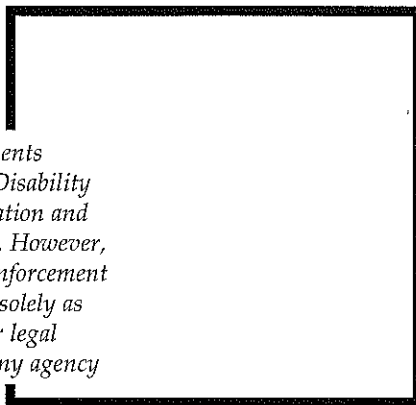 ents
Disability
ation and
. However,
nforcement
solely as
r legal
ny agency